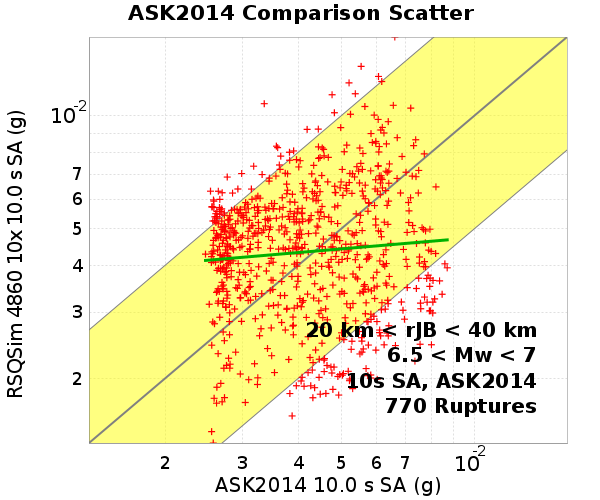 ASK2014 Comparison Scatter
RSQSim 4860 10x 10.0 s SA (g)
10-2
7
6
5
4
3
2
20 km < rJB < 40 km
6.5 < Mw < 7
10s SA, ASK2014
770 Ruptures
2 3 4 5 6 7 10-2
ASK2014 10.0 s SA (g)